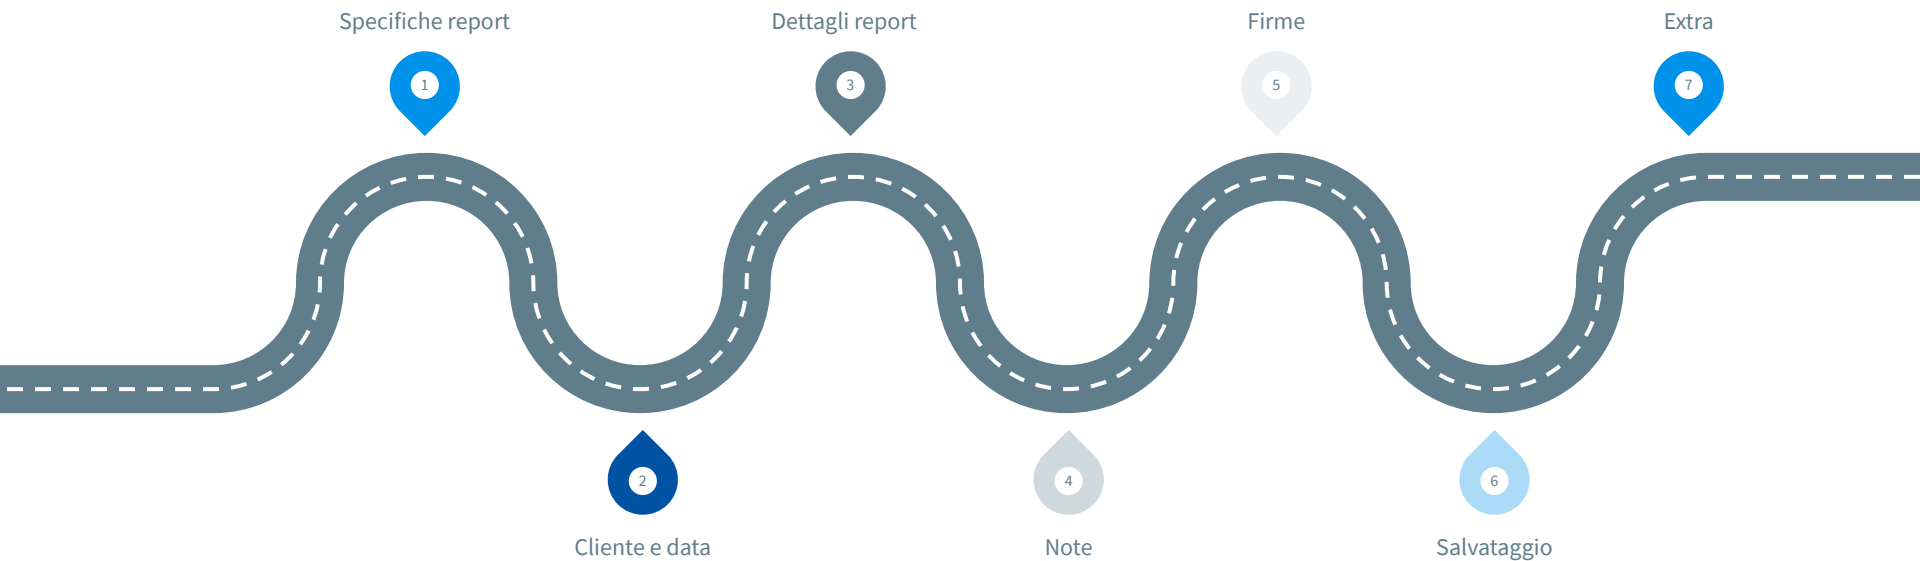 Specifiche report
1
Cliente e data
2
Dettagli report
3
Note
4
Firme
5
Salvataggio
6
Extra
7